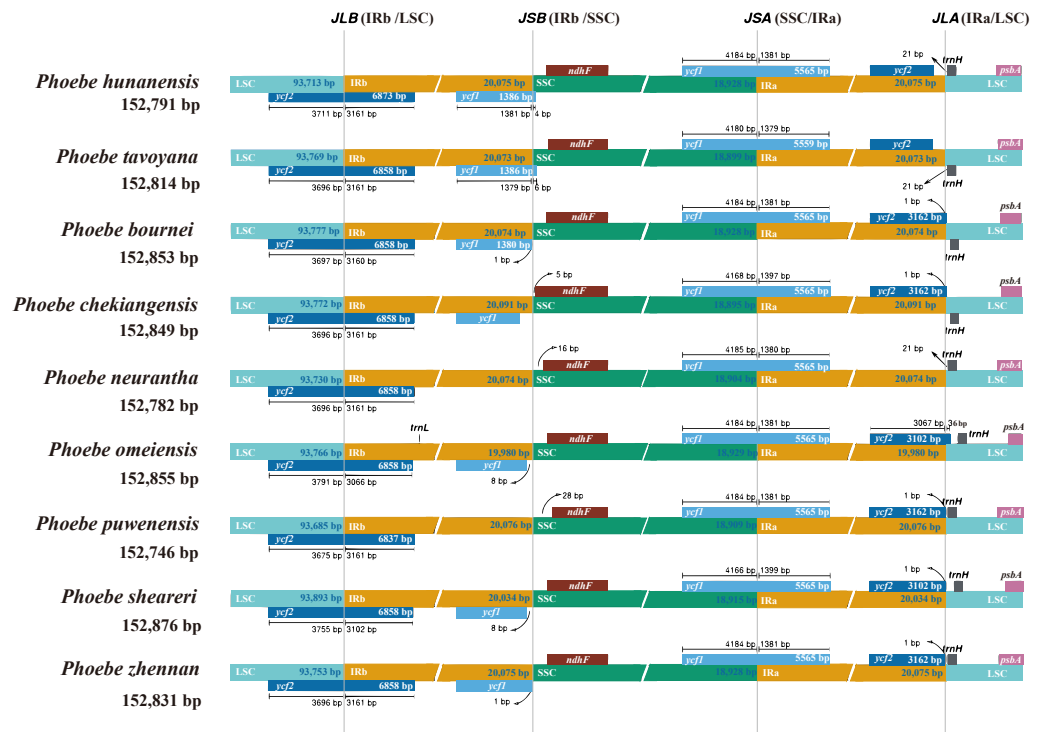 JLB (IRb /LSC) JSB (IRb /SSC) JSA (SSC/IRa) JLA (IRa/LSC)
4184 bp 1381 bp 21 bp trnH
Phoebe hunanensis ndhF ycf1 5565 bp ycf2 psbA
LSC 93,713 bp IRb 20,075 bp SSC 18,928 bp IRa 20,075 bp LSC
152,791 bp ycf2 6873 bp ycf1 1386 bp
3711 bp 3161 bp 1381 bp 4 bp
4180 bp 1379 bp
Phoebe tavoyana ndhF ycf1 5559 bp ycf2 psbA
LSC 93,769 bp IRb 20,073 bp SSC 18,899 bp IRa 20,073 bp LSC
152,814 bp ycf2 6858 bp ycf1 1386 bp trnH
3696 bp 3161 bp 1379 bp 6 bp 21 bp
4184 bp 1381 bp 1 bp psbA
Phoebe bournei ndhF ycf1 5565 bp ycf2 3162 bp
LSC 93,777 bp IRb 20,074 bp SSC 18,928 bp IRa 20,074 bp LSC
152,853 bp ycf2 6858 bp ycf1 1380 bp trnH
3697 bp 3160 bp 1 bp
5 bp 4168 bp 1397 bp 1 bp psbA
Phoebe chekiangensis ndhF ycf1 5565 bp ycf2 3162 bp
LSC 93,772 bp IRb 20,091 bp SSC 18,895 bp IRa 20,091 bp LSC
152,849 bp ycf2 6858 bp ycf1 trnH
3696 bp 3161 bp
16 bp 4185 bp 1380 bp 21 bp trnH
Phoebe neurantha ndhF ycf1 5565 bp psbA
LSC 93,730 bp IRb 20,074 bp SSC 18,904 bp IRa 20,074 bp LSC
152,782 bp ycf2 6858 bp
3696 bp 3161 bp
trnL 4184 bp 1381 bp 3067 bp 36 bp psbA
Phoebe omeiensis ndhF ycf1 5565 bp ycf2 3102 bp trnH
LSC 93,766 bp IRb 19,980 bp SSC 18,929 bp IRa 19,980 bp LSC
152,855 bp ycf2 6858 bp ycf1
3791 bp 3066 bp 8 bp
28 bp 4184 bp 1381 bp 1 bp trnH
Phoebe puwenensis ndhF ycf1 5565 bp ycf2 3162 bp psbA
LSC 93,685 bp IRb 20,076 bp SSC 18,909 bp IRa 20,076 bp LSC
152,746 bp ycf2 6837 bp
3675 bp 3161 bp
4166 bp 1399 bp 1 bp trnH psbA
Phoebe sheareri ndhF ycf1 5565 bp ycf2 3102 bp
LSC 93,893 bp IRb 20,034 bp SSC 18,915 bp IRa 20,034 bp LSC
152,876 bp ycf2 6858 bp ycf1
3755 bp 3102 bp 8 bp
4184 bp 1381 bp 1 bp trnH
Phoebe zhennan ndhF ycf1 5565 bp ycf2 3162 bp psbA
LSC 93,753 bp IRb 20,075 bp SSC 18,928 bp IRa 20,075 bp LSC
152,831 bp ycf2 6858 bp ycf1
3696 bp 3161 bp 1 bp